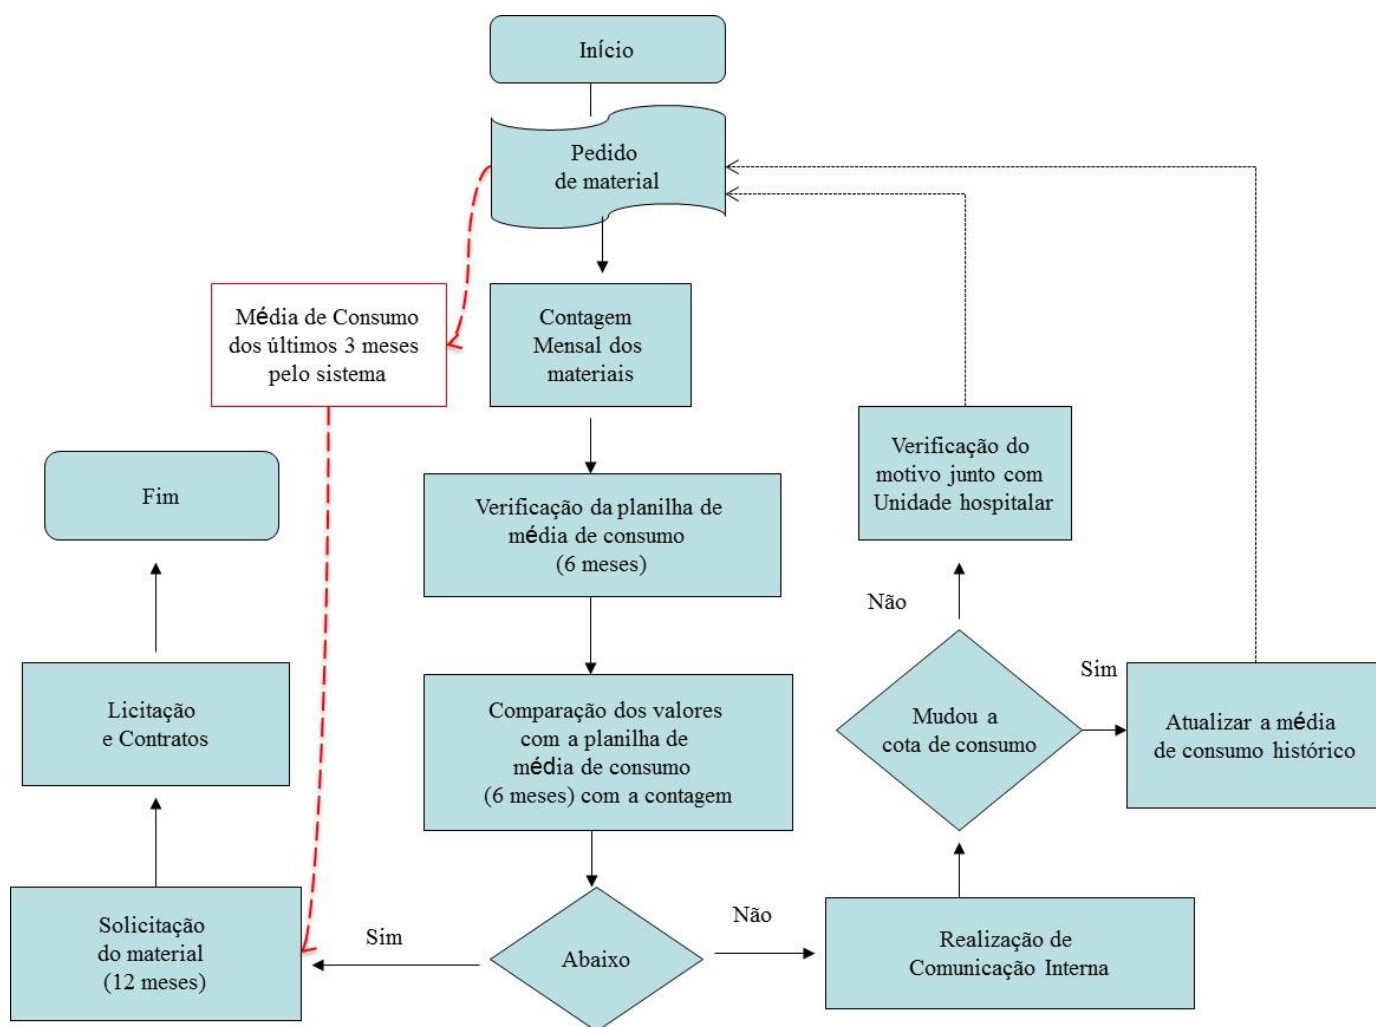 Início
Pedido
de material
Média de Consumo
dos últimos 3 meses
pelo sistema
Contagem
Mensal dos
materiais
Verificação do
motivo junto com
Unidade hospitalar
Fim
Verificação da planilha de
média de consumo
(6 meses)
Não
Sim
Licitação
e Contratos
Comparação dos valores
com a planilha de
média de consumo
(6 meses) com a contagem
Mudou a
cota de consumo
Atualizar a média
de consumo histórico
Solicitação
do material
(12 meses)
Sim
Abaixo
Não
Realização de
Comunicação Interna